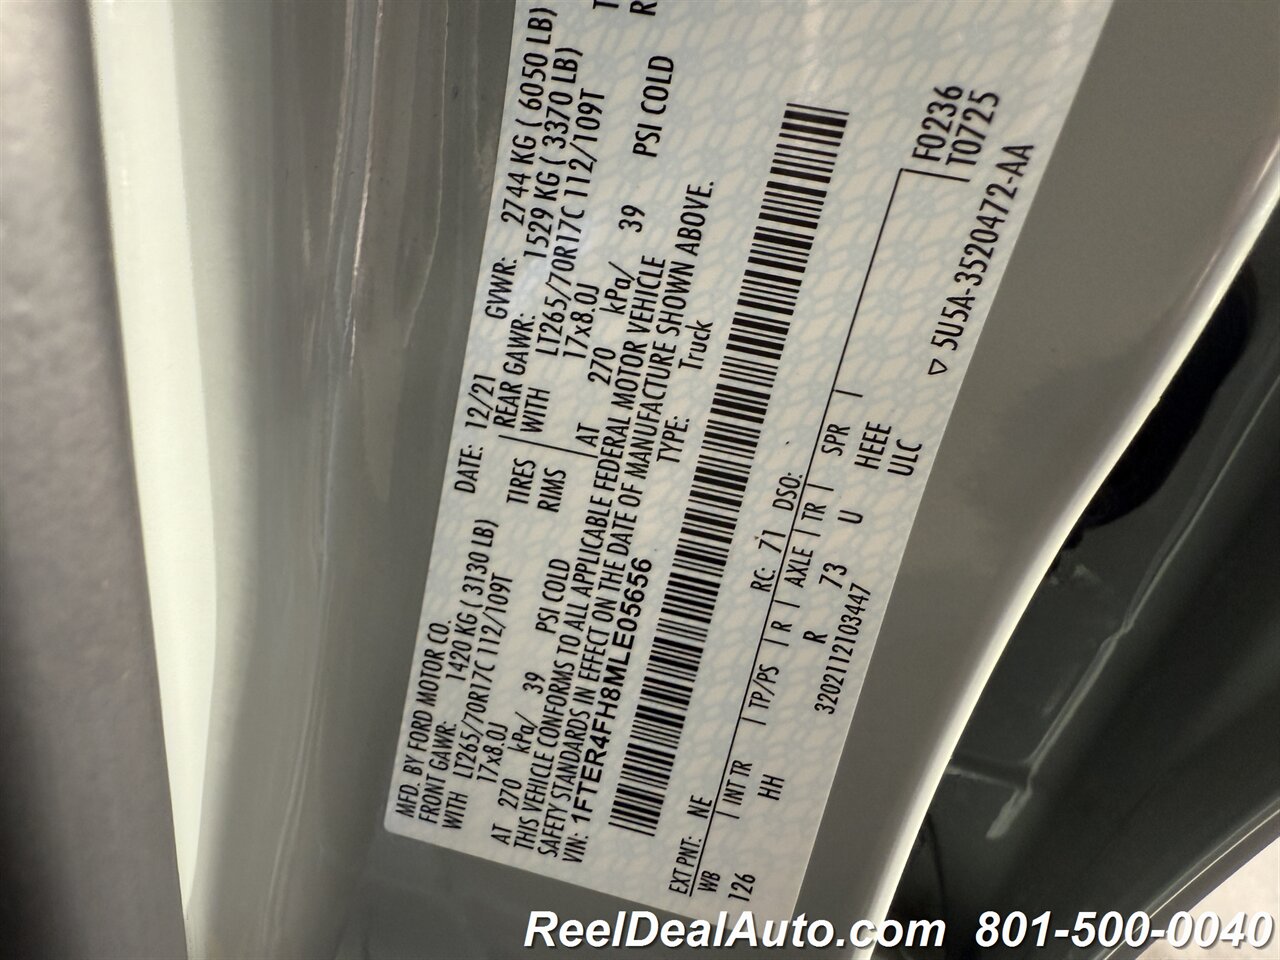 MFD. BY FORD MOTOR CO.
DATE: 12/21
GVWR: 2744 KG ( 6050 LB)
FRONT GAWR: 1420 KG ( 3130 LB)
REAR GAWR: 1529 KG ( 3370 LB)
WITH LT265/70R17C 112/109T
TIRES
WITH LT265/70R17C 112/109T
17x8.0J
RIMS
17x8.0J
AT 270 kPa/ 39 PSI COLD
AT 270 kPa/ 39 PSI COLD
THIS VEHICLE CONFORMS TO ALL APPLICABLE FEDERAL MOTOR VEHICLE
SAFETY STANDARDS IN EFFECT ON THE DATE OF MANUFACTURE SHOWN ABOVE.
VIN: 1FTER4FH8MLE05656
TYPE: Truck
EXT PNT: NE
RC: 71 DSO:
F0236
T0725
WB | INT TR | TP/PS | R | AXLE | TR | SPR |
126 HH R 73 U HEEE
ULC
3202112103447
▽ 5U5A-3520472-AA
ReelDealAuto.com 801-500-0040